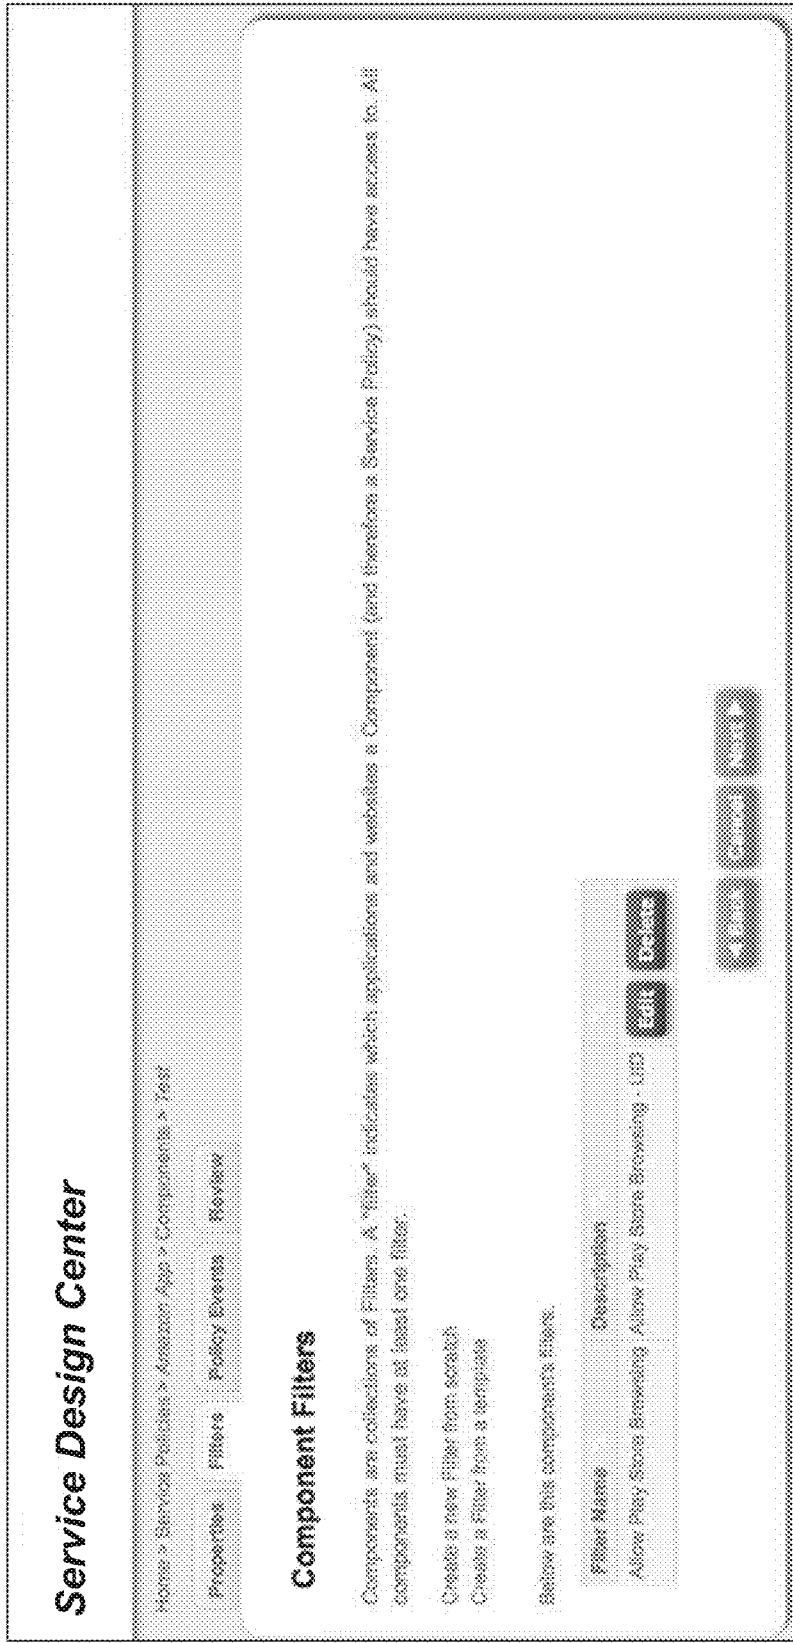 Service Design Center
Home > Service Policies > Amazon App > Components > Test
Properties Filters Policy Events Review
Component Filters
Components are collections of Filters. A "filter" indicates which applications and websites a Component (and therefore a Service Policy) should have access to. All
components must have at least one filter.
Create a new Filter from scratch
Create a Filter from a template
Below are this component's filters.
Filter Name Description
Allow Play Store Browsing Allow Play Store Browsing - UID Edit Delete
◄ Back Cancel Next ►